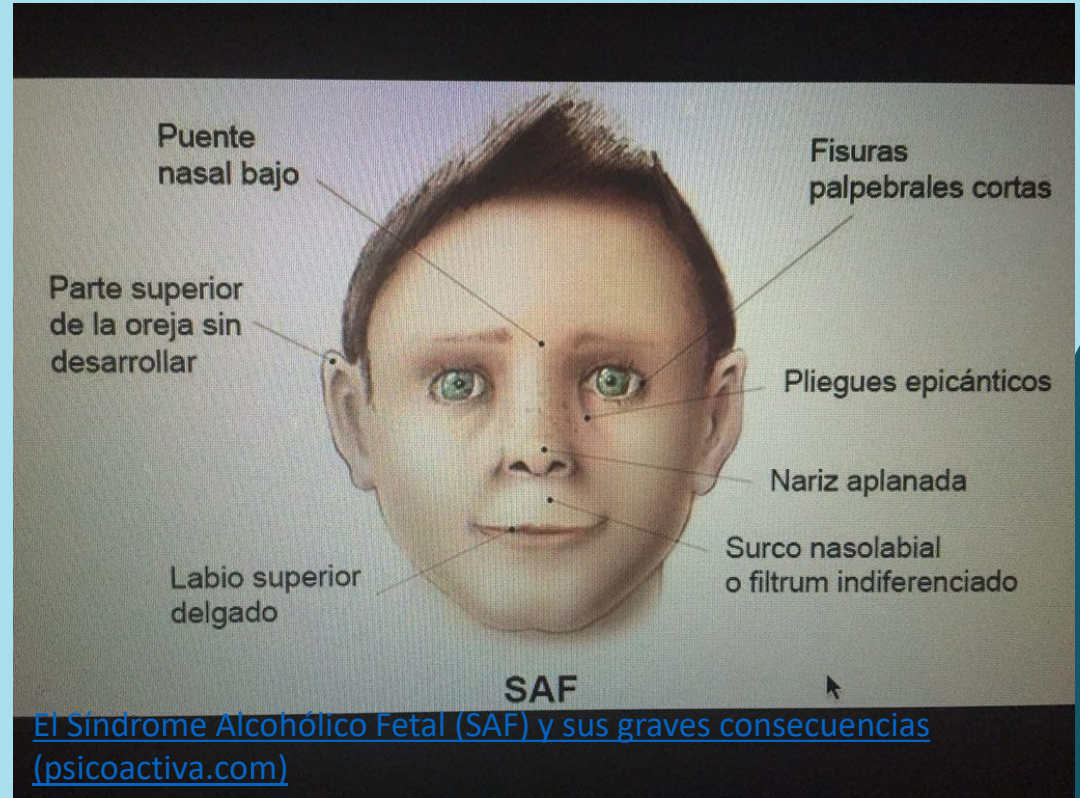 Puente
nasal bajo
Fisuras
palpebrales cortas
Parte superior
de la oreja sin
desarrollar
Pliegues epicánticos
Nariz aplanada
Surco nasolabial
o filtrum indiferenciado
Labio superior
delgado
SAF
El Síndrome Alcohólico Fetal (SAF) y sus graves consecuencias
(psicoactiva.com)